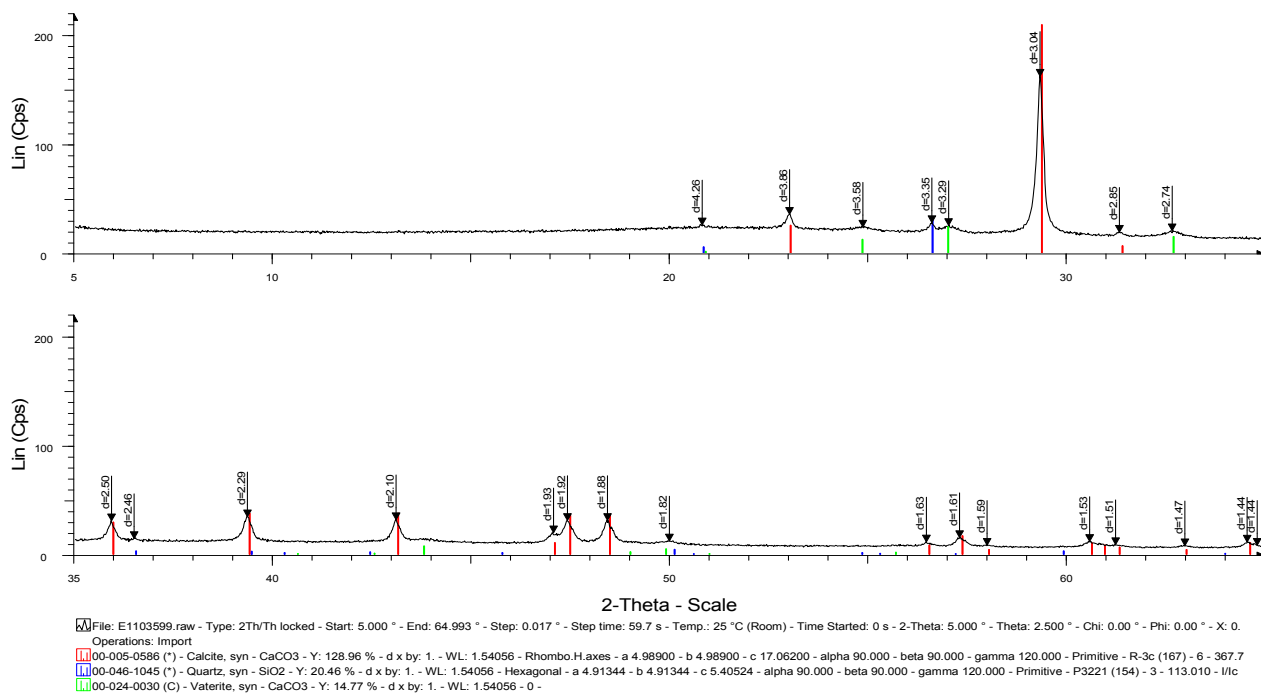 Lin (Cps)
200
100
0
d=4.26
d=3.86
d=3.58
d=3.35
d=3.29
d=3.04
d=2.85
d=2.74
5
10
20
30
Lin (Cps)
200
100
0
d=2.50
d=2.46
d=2.29
d=2.10
d=1.93
d=1.92
d=1.88
d=1.82
d=1.63
d=1.61
d=1.59
d=1.53
d=1.51
d=1.47
d=1.44
d=1.44
35
40
50
60
2-Theta - Scale
File: E1103599.raw - Type: 2Th/Th locked - Start: 5.000 ° - End: 64.993 ° - Step: 0.017 ° - Step time: 59.7 s - Temp.: 25 °C (Room) - Time Started: 0 s - 2-Theta: 5.000 ° - Theta: 2.500 ° - Chi: 0.00 ° - Phi: 0.00 ° - X: 0.
Operations: Import
00-005-0586 (*) - Calcite, syn - CaCO3 - Y: 128.96 % - d x by: 1. - WL: 1.54056 - Rhombo.H.axes - a 4.98900 - b 4.98900 - c 17.06200 - alpha 90.000 - beta 90.000 - gamma 120.000 - Primitive - R-3c (167) - 6 - 367.7
00-046-1045 (*) - Quartz, syn - SiO2 - Y: 20.46 % - d x by: 1. - WL: 1.54056 - Hexagonal - a 4.91344 - b 4.91344 - c 5.40524 - alpha 90.000 - beta 90.000 - gamma 120.000 - Primitive - P3221 (154) - 3 - 113.010 - I/Ic
00-024-0030 (C) - Vaterite, syn - CaCO3 - Y: 14.77 % - d x by: 1. - WL: 1.54056 - 0 -